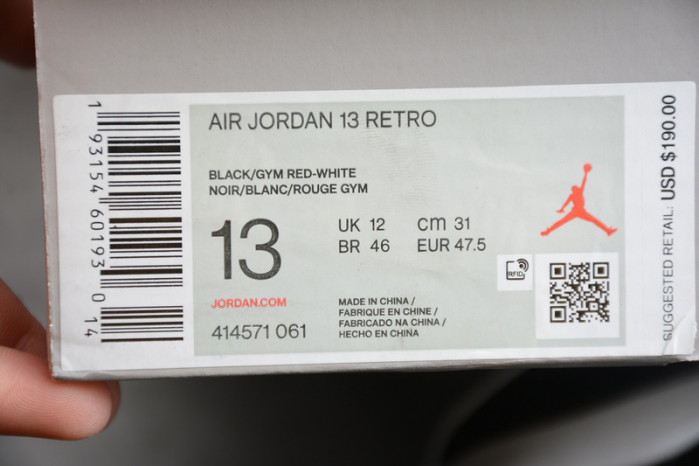 AIR JORDAN 13 RETRO
BLACK/GYM RED-WHITE
NOIR/BLANC/ROUGE GYM
13
UK 12 cm 31
BR 46 EUR 47.5
JORDAN.COM
414571 061
MADE IN CHINA /
FABRIQUE EN CHINE /
FABRICADO NA CHINA /
HECHO EN CHINA
RFID
1 93154 60193 0 14
SUGGESTED RETAIL: USD $190.00